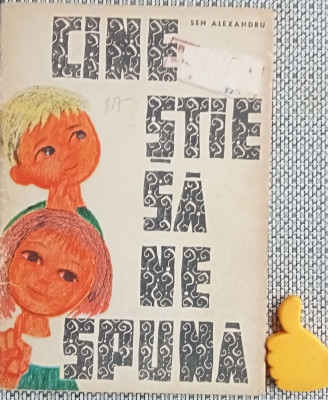 SEN ALEXANDRU
CINE
ȘTIE
SĂ
NE
SPUNĂ